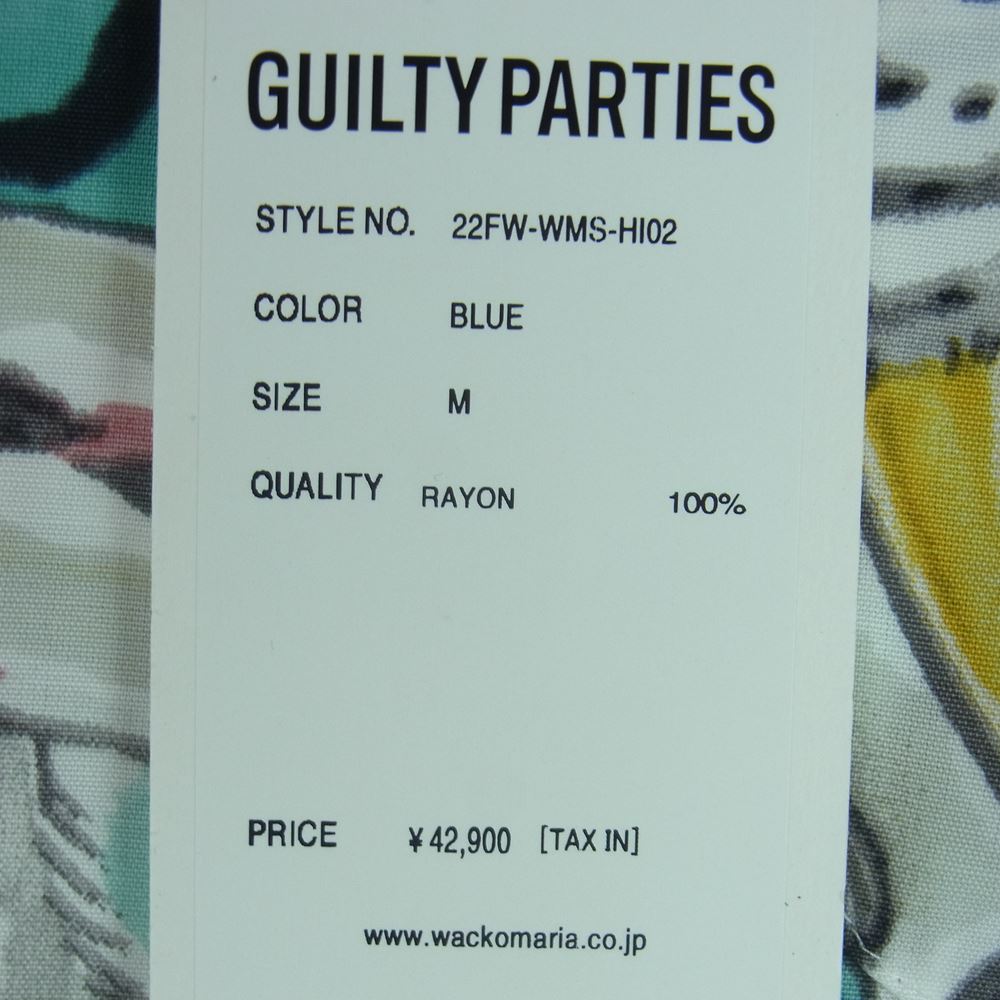 GUILTY PARTIES
STYLE NO. 22FW-WMS-HI02
COLOR BLUE
SIZE M
QUALITY RAYON 100%
PRICE ¥42,900 [TAX IN]
www.wackomaria.co.jp